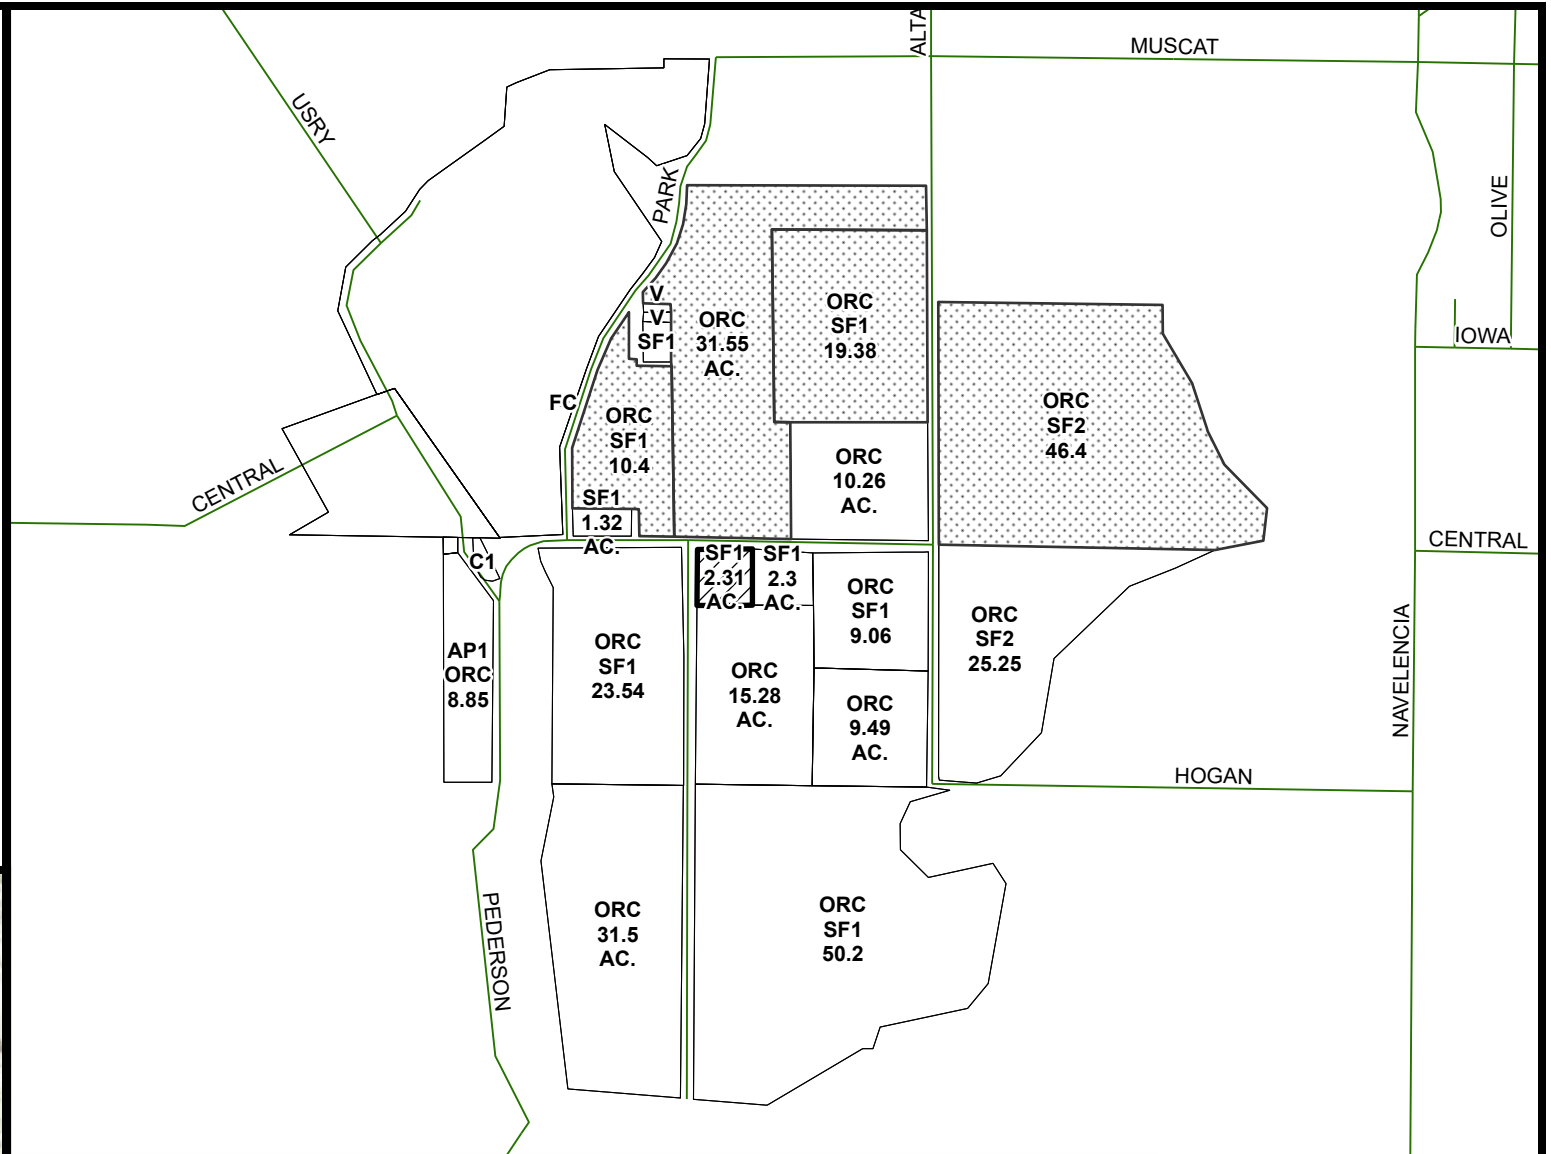 ALTA
MUSCAT
USRY
PARK
OLIVE
V
V
SF1
ORC
31.55
AC.
ORC
SF1
19.38
IOWA
FC
ORC
SF1
10.4
ORC
SF2
46.4
ORC
10.26
AC.
CENTRAL
SF1
1.32
AC.
CENTRAL
C1
SF1
2.31
AC.
SF1
2.3
AC.
ORC
SF1
9.06
ORC
SF2
25.25
AP1
ORC
8.85
ORC
SF1
23.54
ORC
15.28
AC.
ORC
9.49
AC.
NAVELENCIA
HOGAN
PEDERSON
ORC
31.5
AC.
ORC
SF1
50.2